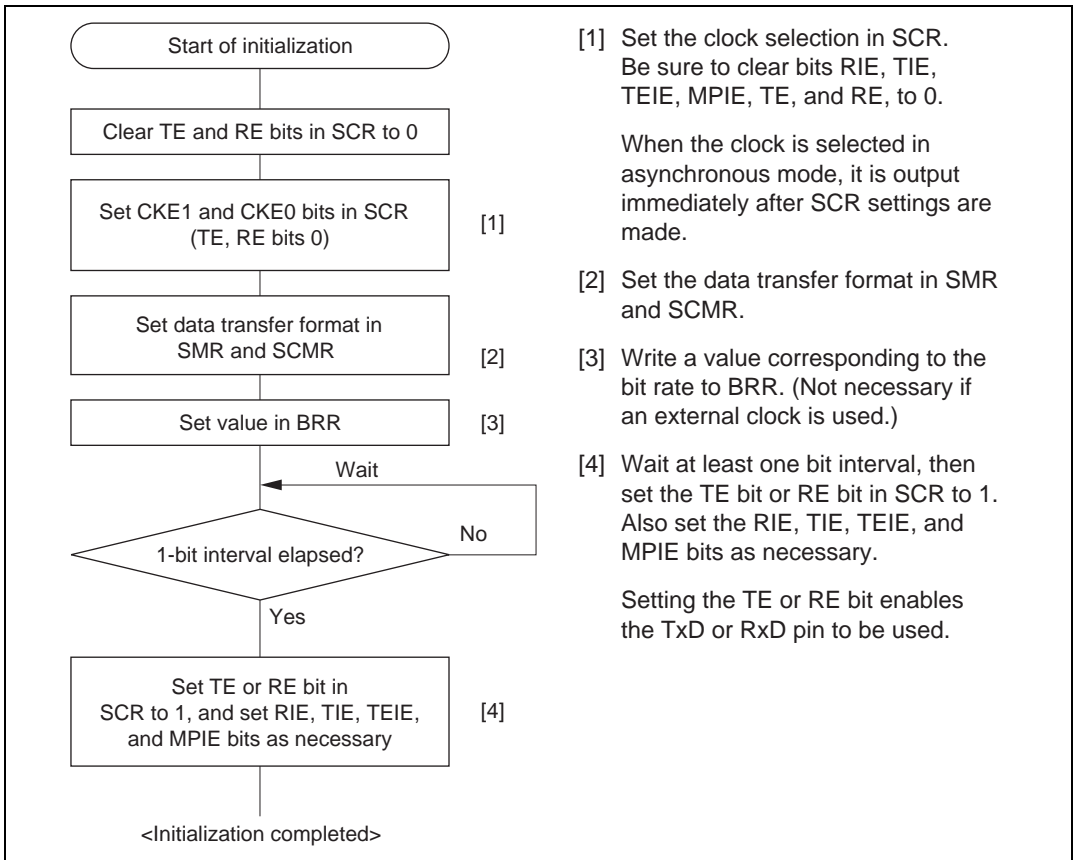 Start of initialization
Clear TE and RE bits in SCR to 0
Set CKE1 and CKE0 bits in SCR
(TE, RE bits 0)
[1]
Set data transfer format in
SMR and SCMR
[2]
Set value in BRR
[3]
Wait
1-bit interval elapsed?
No
Yes
Set TE or RE bit in
SCR to 1, and set RIE, TIE, TEIE,
and MPIE bits as necessary
[4]
<Initialization completed>
[1] Set the clock selection in SCR.
Be sure to clear bits RIE, TIE,
TEIE, MPIE, TE, and RE, to 0.
When the clock is selected in
asynchronous mode, it is output
immediately after SCR settings are
made.
[2] Set the data transfer format in SMR
and SCMR.
[3] Write a value corresponding to the
bit rate to BRR. (Not necessary if
an external clock is used.)
[4] Wait at least one bit interval, then
set the TE bit or RE bit in SCR to 1.
Also set the RIE, TIE, TEIE, and
MPIE bits as necessary.
Setting the TE or RE bit enables
the TxD or RxD pin to be used.